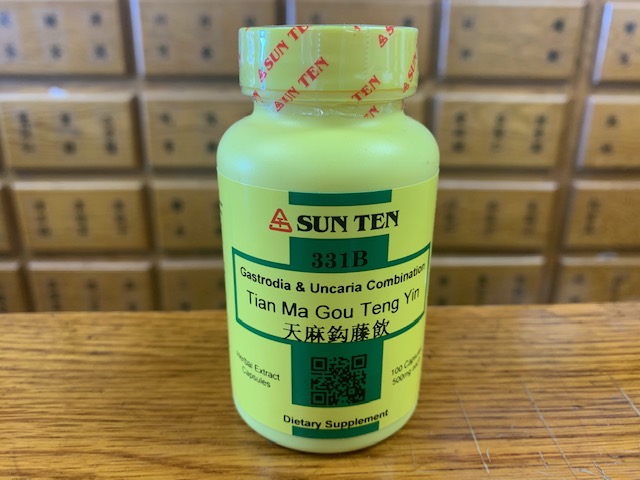 SUN TEN
SUN TEN
SUN TEN
331B
Gastrodia & Uncaria Combination
Tian Ma Gou Teng Yin
天麻鈎藤飲
Herbal Extract
Capsules
100 Capsules
500mg
Dietary Supplement